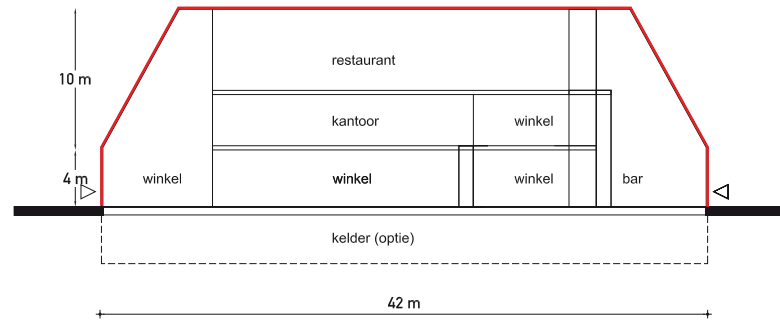 restaurant
10 m
kantoor winkel
4 m winkel winkel winkel bar
kelder (optie)
42 m